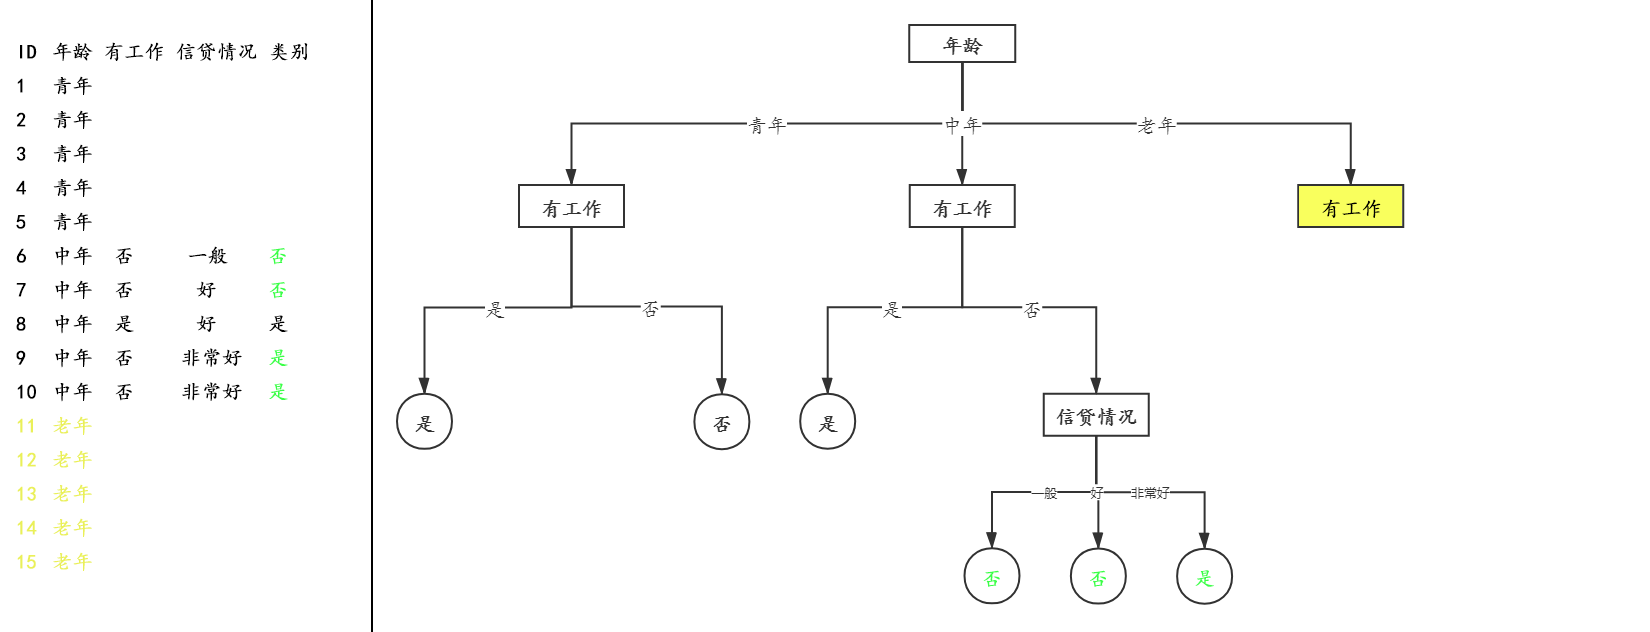 ID 年龄 有工作 信贷情况 类别
1 青年
2 青年
3 青年
4 青年
5 青年
6 中年 否 一般 否
7 中年 否 好 否
8 中年 是 好 是
9 中年 否 非常好 是
10 中年 否 非常好 是
11 老年
12 老年
13 老年
14 老年
15 老年
年龄
青年 中年 老年
有工作 有工作 有工作
是 否 是 否
是 否 是 信贷情况
一般 好 非常好
否 否 是